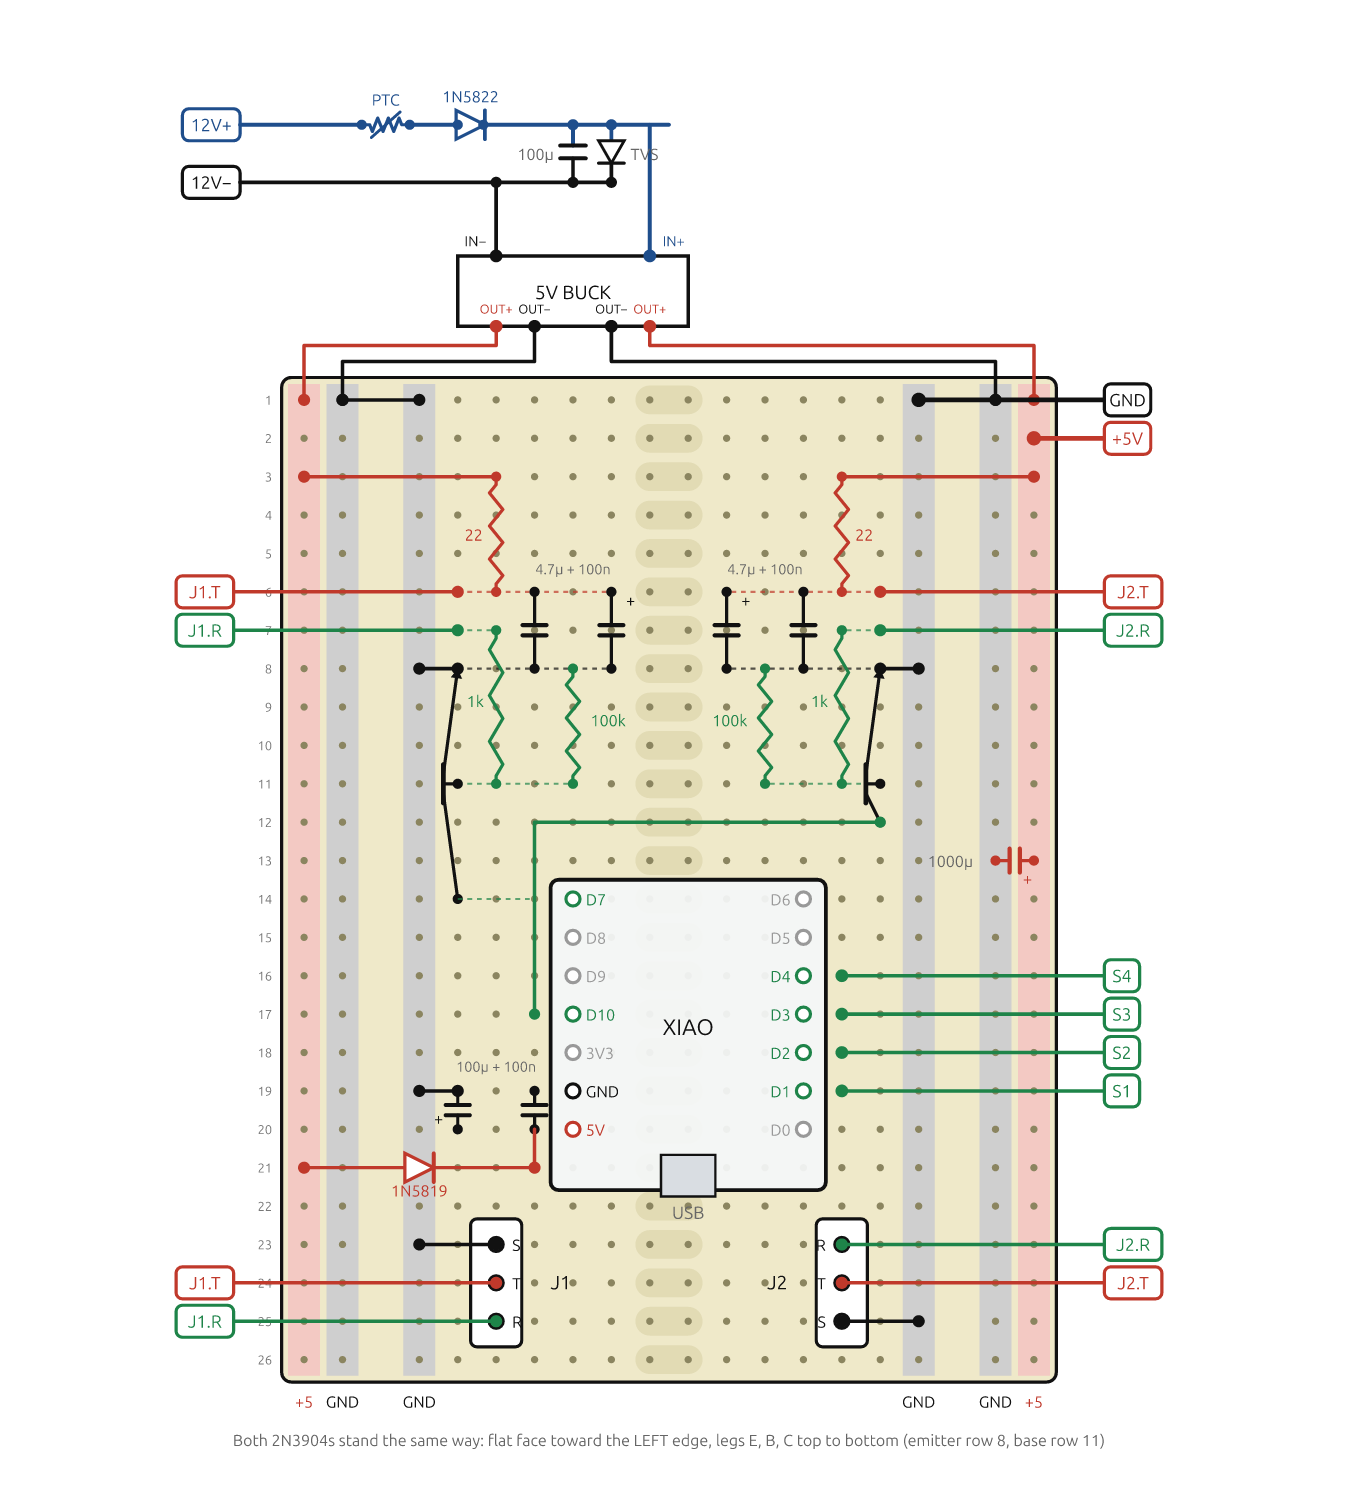 PTC
1N5822
12V+
100µ
TVS
12V−
IN−
IN+
5V BUCK
OUT+ OUT− OUT− OUT+
1
GND
2
+5V
3
4
22
22
5
4.7µ + 100n
4.7µ + 100n
J1.T
6
+
+
J2.T
J1.R
7
J2.R
8
9
1k
100k
100k
1k
10
11
12
13
1000µ
+
14
D7
D6
15
D8
D5
16
D9
D4
S4
17
D10
XIAO
D3
S3
18
3V3
D2
S2
100µ + 100n
19
GND
D1
S1
+
20
5V
D0
21
1N5819
22
USB
23
S
R
J2.R
J1.T
24
T
J1
J2
T
J2.T
J1.R
25
R
S
26
+5 GND GND GND GND +5
Both 2N3904s stand the same way: flat face toward the LEFT edge, legs E, B, C top to bottom (emitter row 8, base row 11)